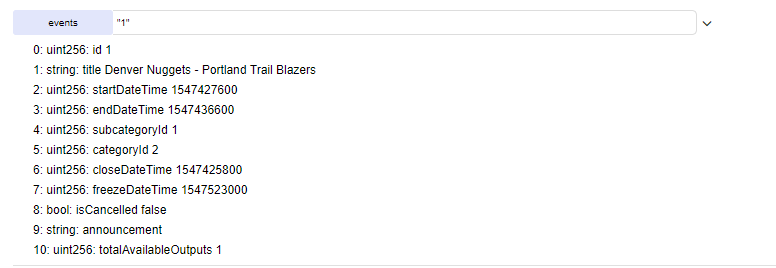 events "1"
0: uint256: id 1
1: string: title Denver Nuggets - Portland Trail Blazers
2: uint256: startDateTime 1547427600
3: uint256: endDateTime 1547436600
4: uint256: subcategoryId 1
5: uint256: categoryId 2
6: uint256: closeDateTime 1547425800
7: uint256: freezeDateTime 1547523000
8: bool: isCancelled false
9: string: announcement
10: uint256: totalAvailableOutputs 1